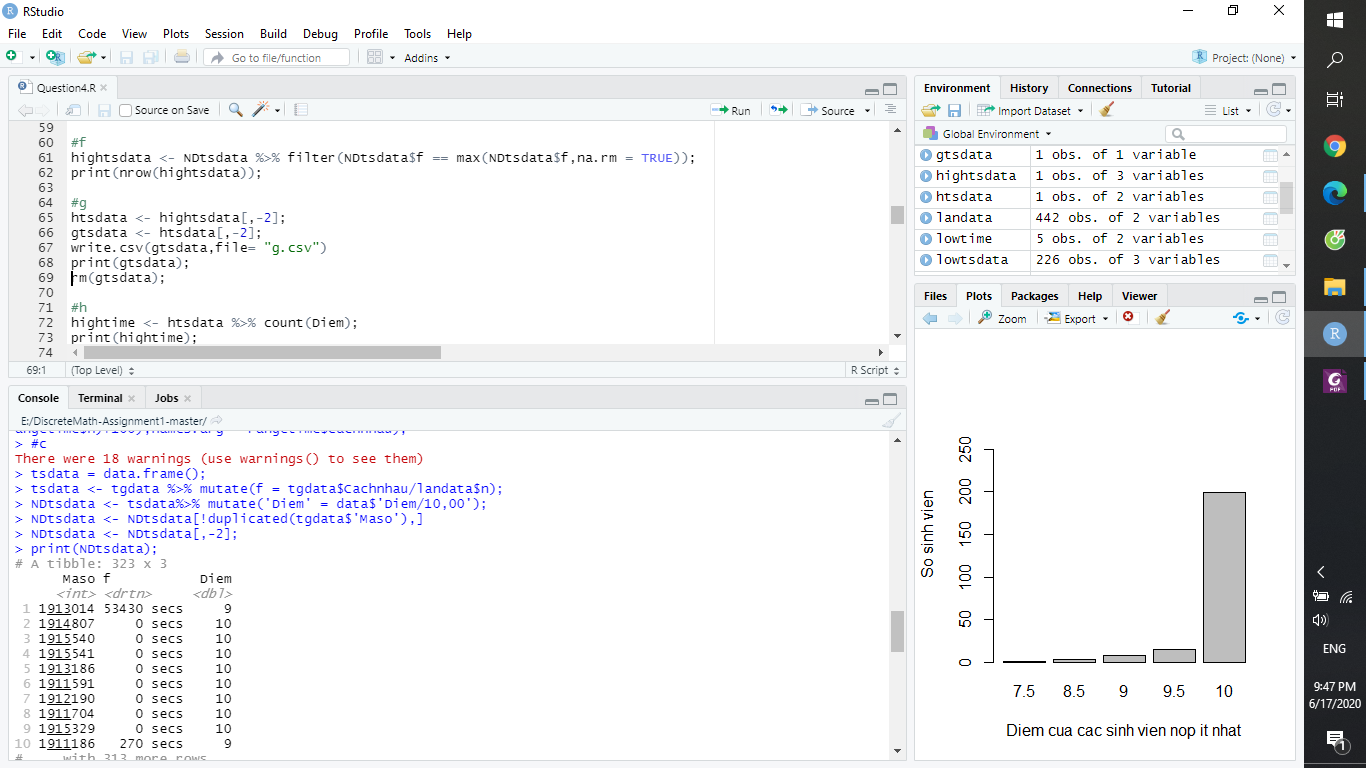 RStudio
File Edit Code View Plots Session Build Debug Profile Tools Help
Go to file/function
Addins
Project: (None)
Question4.R
Source on Save
Run
Source
59
60 #f
61 hightsdata <- NDtsdata %>% filter(NDtsdata$f == max(NDtsdata$f,na.rm = TRUE));
62 print(nrow(hightsdata));
63
64 #g
65 htsdata <- hightsdata[,-2];
66 gtsdata <- htsdata[,-2];
67 write.csv(gtsdata,file= "g.csv")
68 print(gtsdata);
69 rm(gtsdata);
70
71 #h
72 hightime <- htsdata %>% count(Diem);
73 print(hightime);
74
69:1 (Top Level) R Script
Console Terminal Jobs
E:/DiscreteMath-Assignment1-master/
> #c
There were 18 warnings (use warnings() to see them)
> tsdata = data.frame();
> tsdata <- tgdata %>% mutate(f = tgdata$Cachnhau/landata$n);
> NDtsdata <- tsdata%>% mutate('Diem' = data$'Diem/10,00');
> NDtsdata <- NDtsdata[!duplicated(tgdata$'Maso'),]
> NDtsdata <- NDtsdata[,-2];
> print(NDtsdata);
# A tibble: 323 x 3
Maso f Diem
<int> <drtn> <dbl>
1 1913014 53430 secs 9
2 1914807 0 secs 10
3 1915540 0 secs 10
4 1915541 0 secs 10
5 1913186 0 secs 10
6 1911591 0 secs 10
7 1912190 0 secs 10
8 1911704 0 secs 10
9 1915329 0 secs 10
10 1911186 270 secs 9
# … with 313 more rows
Environment History Connections Tutorial
Import Dataset
List
Global Environment
gtsdata 1 obs. of 1 variable
hightsdata 1 obs. of 3 variables
htsdata 1 obs. of 2 variables
landata 442 obs. of 2 variables
lowtime 5 obs. of 2 variables
lowtsdata 226 obs. of 3 variables
Files Plots Packages Help Viewer
Zoom
Export
So sinh vien
250
200
150
100
50
0
7.5 8.5 9 9.5 10
Diem cua cac sinh vien nop it nhat
PDF
ENG
9:47 PM
6/17/2020
1